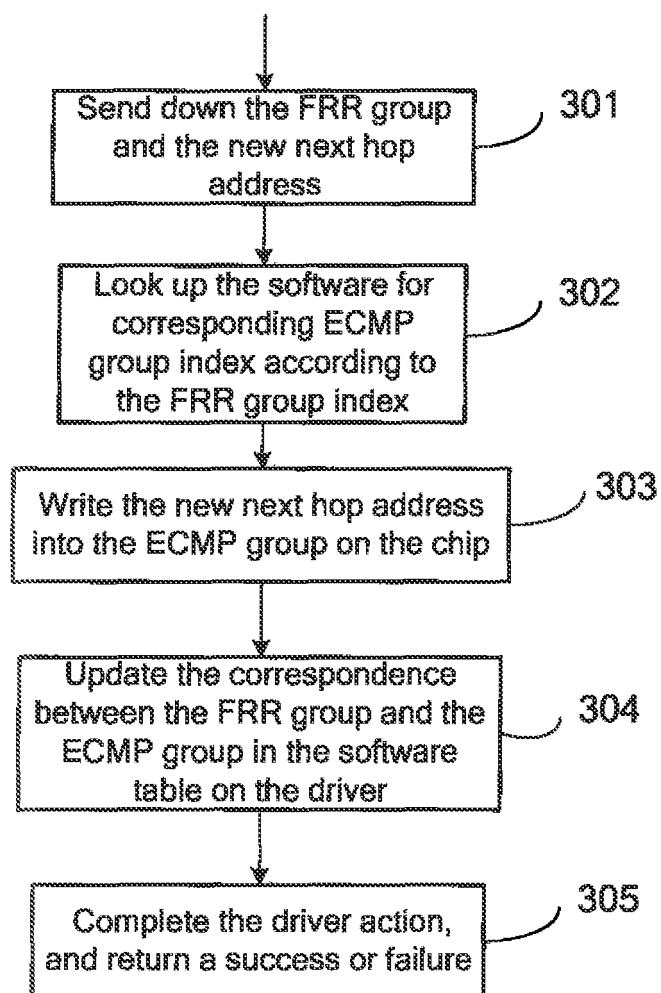 Send down the FRR group
and the new next hop
address
301
Look up the software for
corresponding ECMP
group index according to
the FRR group index
302
Write the new next hop address
into the ECMP group on the chip
303
Update the correspondence
between the FRR group and the
ECMP group in the software
table on the driver
304
Complete the driver action,
and return a success or failure
305